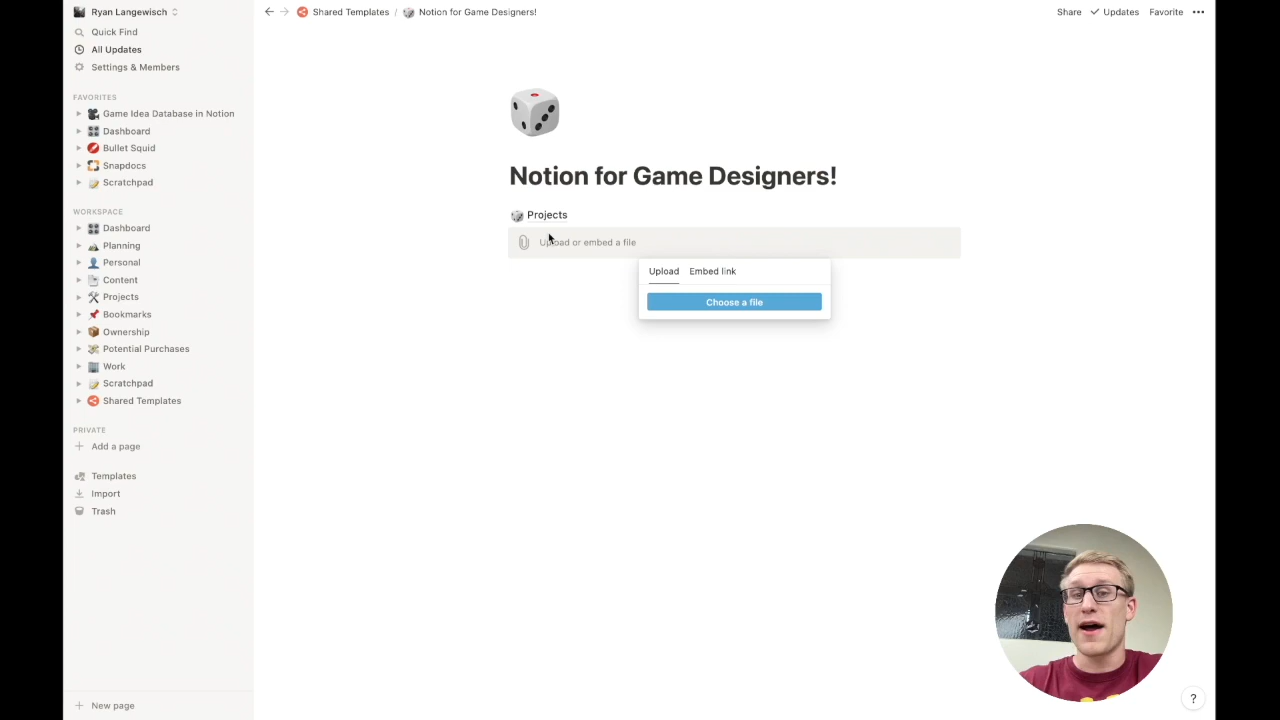 Ryan Langewisch
Shared Templates / Notion for Game Designers!
Share Updates Favorite
Quick Find
All Updates
Settings & Members
FAVORITES
Game Idea Database in Notion
Dashboard
Bullet Squid
Snapdocs
Scratchpad
WORKSPACE
Dashboard
Planning
Personal
Content
Projects
Bookmarks
Ownership
Potential Purchases
Work
Scratchpad
Shared Templates
PRIVATE
Add a page
Templates
Import
Trash
New page
Notion for Game Designers!
Projects
Upload or embed a file
Upload Embed link
Choose a file
?